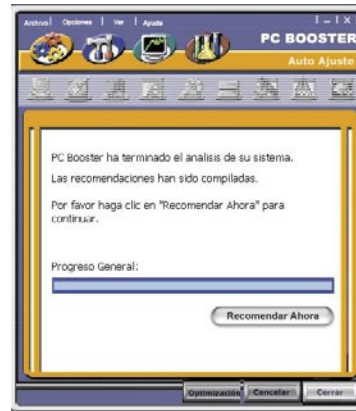 Archivo | Opciones | Ver | Ayuda
PC BOOSTER
Auto Ajuste
PC Booster ha terminado el analisis de su sistema.
Las recomendaciones han sido compiladas.
Por favor haga clic en "Recomendar Ahora" para
continuar.
Progreso General:
Recomendar Ahora
Optimización Cancelar Cerrar